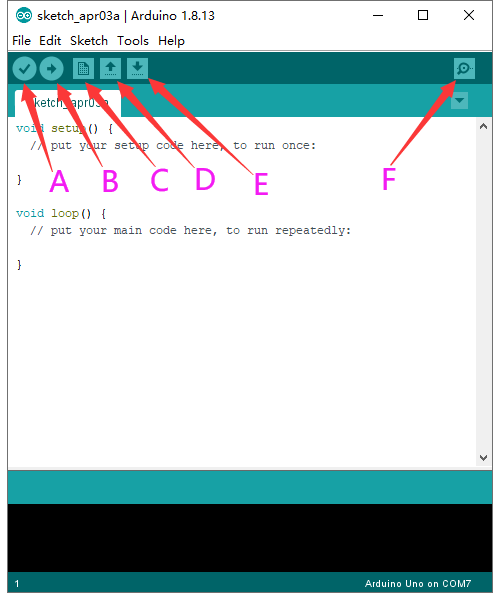 sketch_apr03a | Arduino 1.8.13
File Edit Sketch Tools Help
sketch_apr03a
void setup() {
// put your setup code here, to run once:
}
void loop() {
// put your main code here, to run repeatedly:
}
A B C D E F
1 Arduino Uno on COM7